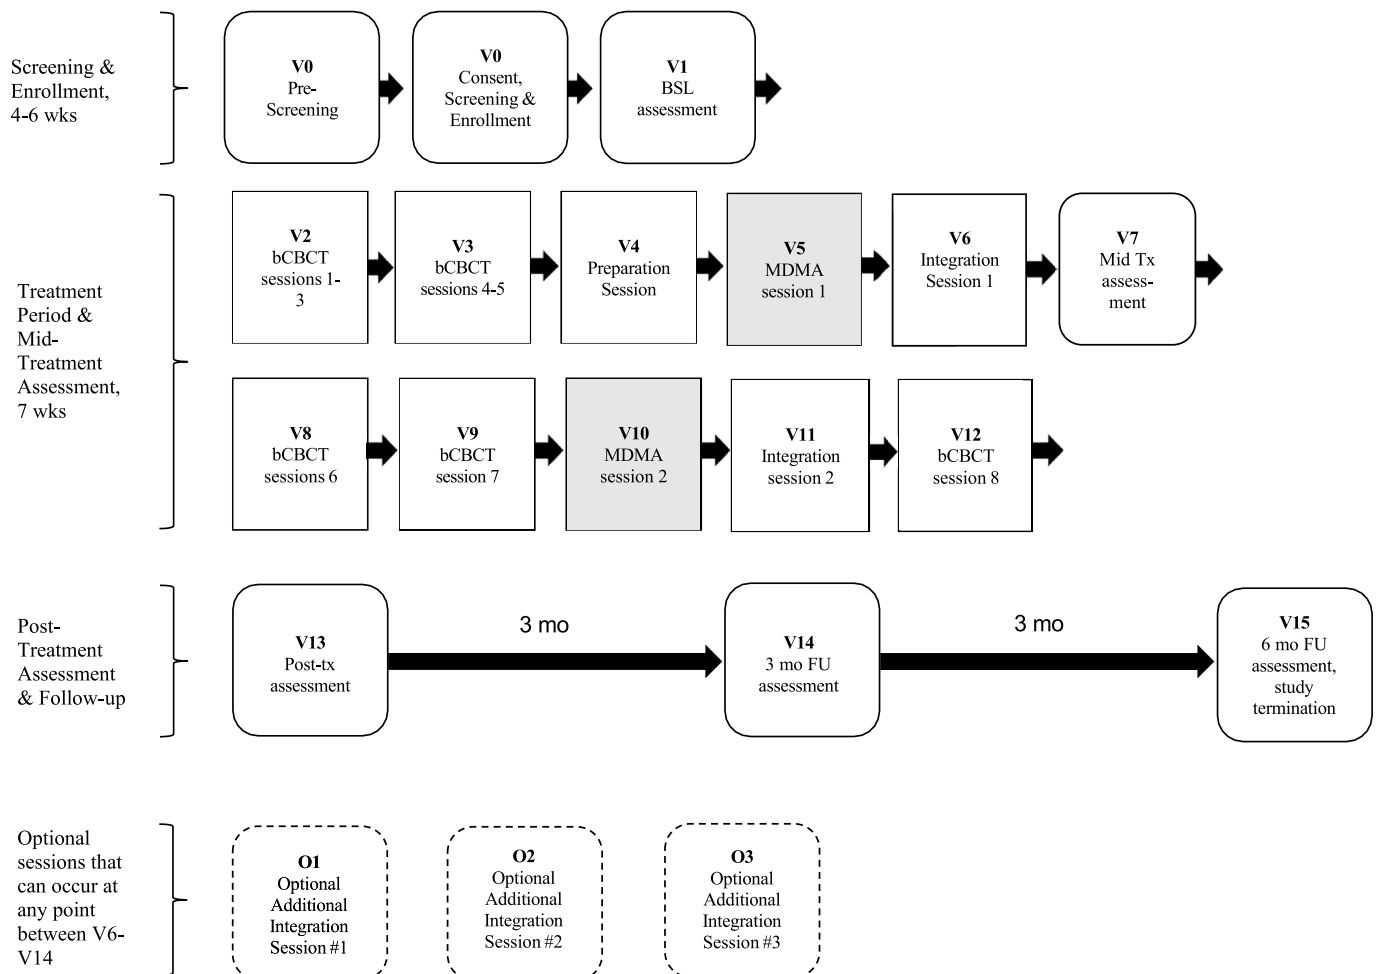 Screening &
Enrollment,
4-6 wks
V0
Pre-
Screening
V0
Consent,
Screening &
Enrollment
V1
BSL
assessment
Treatment
Period &
Mid-
Treatment
Assessment,
7 wks
V2
bCBCT
sessions 1-
3
V3
bCBCT
sessions 4-5
V4
Preparation
Session
V5
MDMA
session 1
V6
Integration
Session 1
V7
Mid Tx
assess-
ment
V8
bCBCT
sessions 6
V9
bCBCT
session 7
V10
MDMA
session 2
V11
Integration
session 2
V12
bCBCT
session 8
Post-
Treatment
Assessment
& Follow-up
V13
Post-tx
assessment
3 mo
V14
3 mo FU
assessment
3 mo
V15
6 mo FU
assessment,
study
termination
Optional
sessions that
can occur at
any point
between V6-
V14
O1
Optional
Additional
Integration
Session #1
O2
Optional
Additional
Integration
Session #2
O3
Optional
Additional
Integration
Session #3